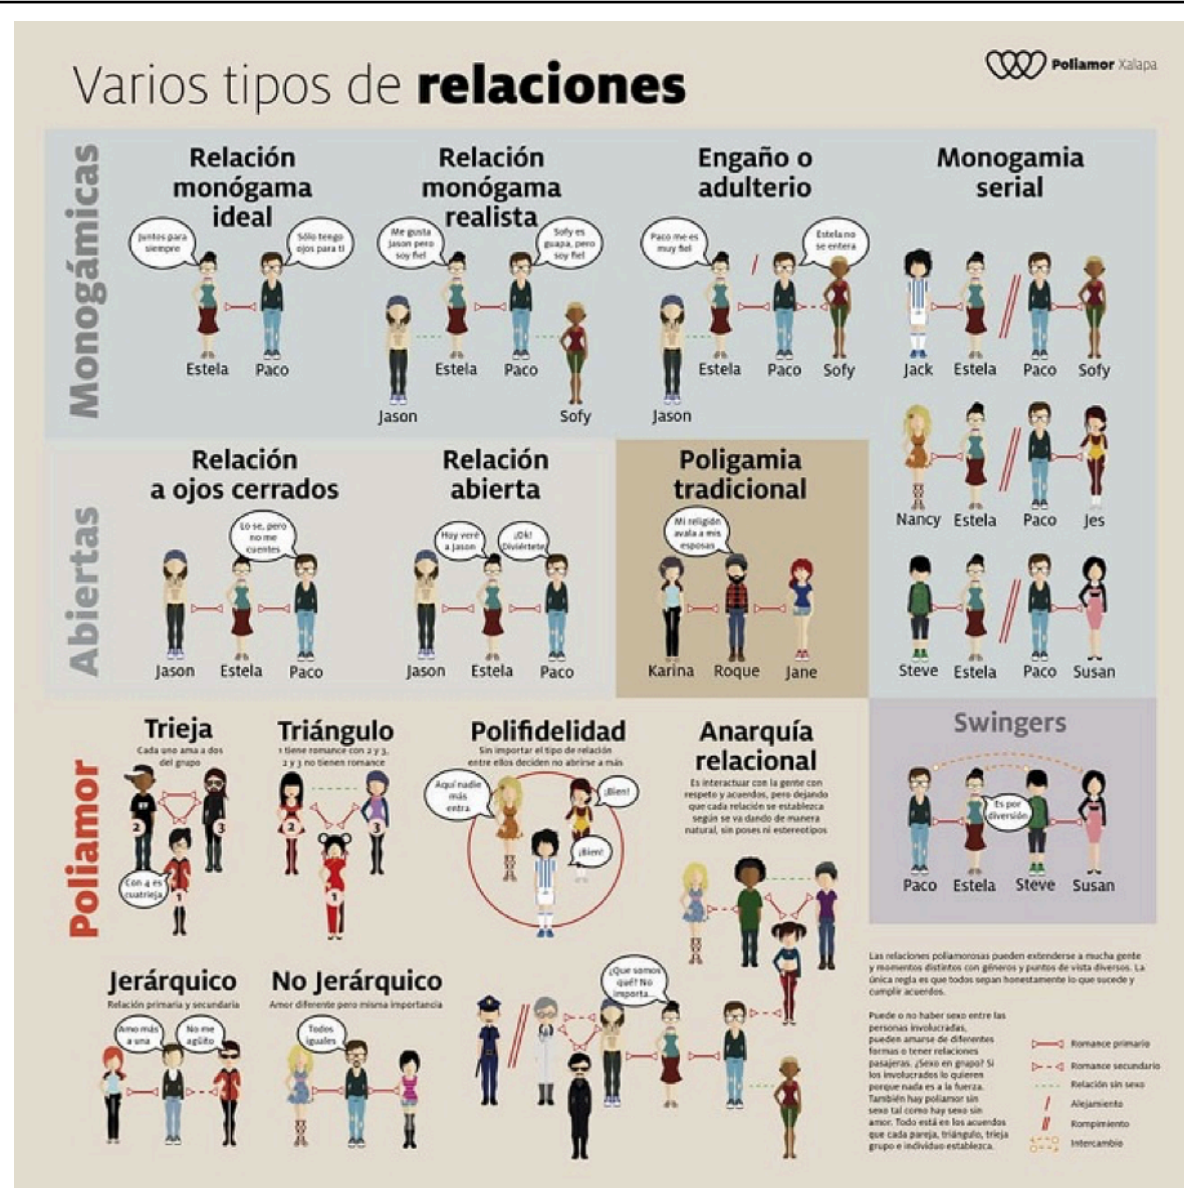 Varios tipos de relaciones
Poliamor Xalapa
Monogámicas
Relación
monógama
ideal
Juntos para
siempre
Sólo tengo
ojos para ti
Estela
Paco
Relación
monógama
realista
Me gusta
Jason pero
soy fiel
Sofy es
guapa, pero
soy fiel
Estela
Paco
Jason
Sofy
Engaño o
adulterio
Paco me es
muy fiel
Estela no
se entera
Estela
Paco
Sofy
Jason
Monogamia
serial
Jack
Estela
Paco
Sofy
Nancy
Estela
Paco
Jes
Steve
Estela
Paco
Susan
Abiertas
Relación
a ojos cerrados
Lo se, pero
no me
cuentes
Jason
Estela
Paco
Relación
abierta
Hoy veré
a Jason
¡Ok!
Diviértete
Jason
Estela
Paco
Poligamia
tradicional
Mi religión
avala a mis
esposas
Karina
Roque
Jane
Swingers
Es por
diversión
Paco
Estela
Steve
Susan
Poliamor
Trieja
Cada uno ama a dos
del grupo
2
3
Con 4 es
cuatrieja
1
Triángulo
1 tiene romance con 2 y 3,
2 y 3 no tienen romance
2
3
1
Polifidelidad
Sin importar el tipo de relación
entre ellos deciden no abrirse a más
Aquí nadie
más
entra
¡Bien!
¡Bien!
Anarquía
relacional
Es interactuar con la gente con
respeto y acuerdos, pero dejando
que cada relación se establezca
según se va dando de manera
natural, sin poses ni estereotipos
Jerárquico
Relación primaria y secundaria
Amo más
a una
No me
agüito
No Jerárquico
Amor diferente pero misma importancia
Todos
iguales
¿Que somos
qué? No
importa...
Las relaciones poliamorosas pueden extenderse a mucha gente
y momentos distintos con géneros y puntos de vista diversos. La
única regla es que todos sepan honestamente lo que sucede y
cumplir acuerdos.
Puede o no haber sexo entre las
personas involucradas,
pueden amarse de diferentes
formas o tener relaciones
pasajeras. ¿Sexo en grupo? Si
los involucrados lo quieren
porque nada es a la fuerza.
También hay poliamor sin
sexo tal como hay sexo sin
amor. Todo está en los acuerdos
que cada pareja, triángulo, trieja
grupo e individuo establezca.
Romance primario
Romance secundario
Relación sin sexo
Alejamiento
Rompimiento
Intercambio